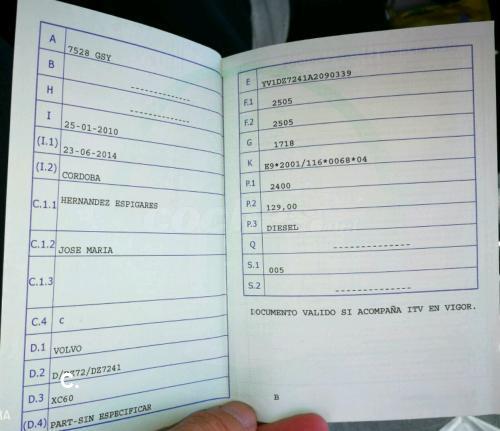 A 7528 GSY
B -------------
H -------------
I 25-01-2010
(I.1) 23-06-2014
(I.2) CORDOBA
C.1.1 HERNANDEZ ESPIGARES
C.1.2 JOSE MARIA
C.1.3
C.4 C
D.1 VOLVO
D.2 D/DZ72/DZ7241
D.3 XC60
(D.4) PART-SIN ESPECIFICAR
E YV1DZ7241A2090339
F.1 2505
F.2 2505
G 1718
K E9*2001/116*0068*04
P.1 2400
P.2 129,00
P.3 DIESEL
Q --------------
S.1 005
S.2 --------------
DOCUMENTO VALIDO SI ACOMPAÑA ITV EN VIGOR.
B